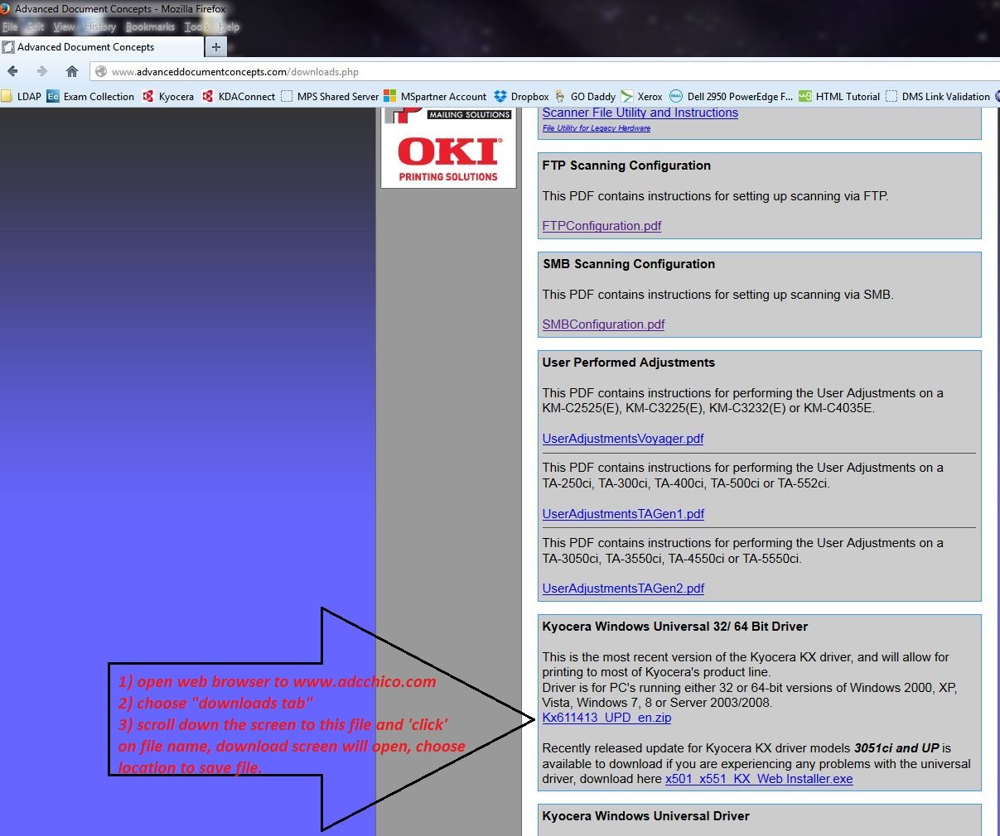 Advanced Document Concepts - Mozilla Firefox
File Edit View History Bookmarks Tools Help
Advanced Document Concepts
www.advanceddocumentconcepts.com/downloads.php
LDAP Exam Collection Kyocera KDAConnect MPS Shared Server MSpartner Account Dropbox GO Daddy Xerox Dell 2950 PowerEdge F... HTML Tutorial DMS Link Validation
MAILING SOLUTIONS
OKI
PRINTING SOLUTIONS
Scanner File Utility and Instructions
File Utility for Legacy Hardware
FTP Scanning Configuration
This PDF contains instructions for setting up scanning via FTP.
FTPConfiguration.pdf
SMB Scanning Configuration
This PDF contains instructions for setting up scanning via SMB.
SMBConfiguration.pdf
User Performed Adjustments
This PDF contains instructions for performing the User Adjustments on a
KM-C2525(E), KM-C3225(E), KM-C3232(E) or KM-C4035E.
UserAdjustmentsVoyager.pdf
This PDF contains instructions for performing the User Adjustments on a
TA-250ci, TA-300ci, TA-400ci, TA-500ci or TA-552ci.
UserAdjustmentsTAGen1.pdf
This PDF contains instructions for performing the User Adjustments on a
TA-3050ci, TA-3550ci, TA-4550ci or TA-5550ci.
UserAdjustmentsTAGen2.pdf
Kyocera Windows Universal 32/ 64 Bit Driver
This is the most recent version of the Kyocera KX driver, and will allow for
printing to most of Kyocera's product line.
Driver is for PC's running either 32 or 64-bit versions of Windows 2000, XP,
Vista, Windows 7, 8 or Server 2003/2008.
Kx611413_UPD_en.zip
Recently released update for Kyocera KX driver models 3051ci and UP is
available to download if you are experiencing any problems with the universal
driver, download here x501_x551_KX_Web Installer.exe
Kyocera Windows Universal Driver
1) open web browser to www.adcchico.com
2) choose "downloads tab"
3) scroll down the screen to this file and 'click'
on file name, download screen will open, choose
location to save file.